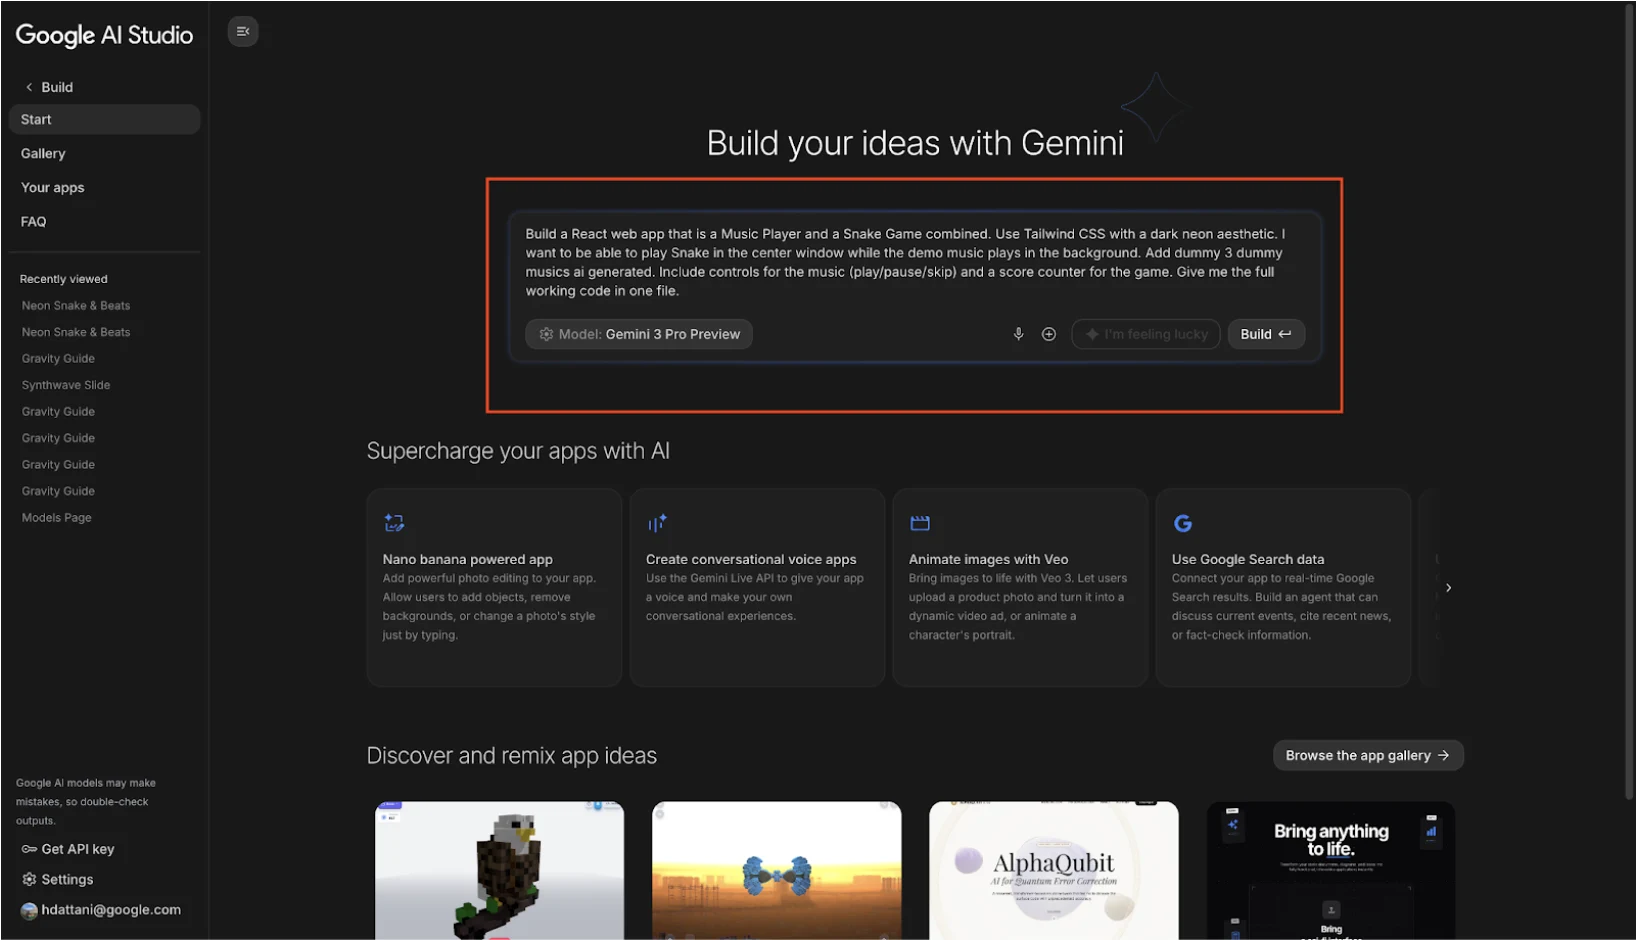 Google AI Studio
Build
Start
Gallery
Your apps
FAQ
Recently viewed
Neon Snake & Beats
Neon Snake & Beats
Gravity Guide
Synthwave Slide
Gravity Guide
Gravity Guide
Gravity Guide
Gravity Guide
Models Page
Google AI models may make
mistakes, so double-check
outputs.
Get API key
Settings
hdattani@google.com
Build your ideas with Gemini
Build a React web app that is a Music Player and a Snake Game combined. Use Tailwind CSS with a dark neon aesthetic. I
want to be able to play Snake in the center window while the demo music plays in the background. Add dummy 3 dummy
musics ai generated. Include controls for the music (play/pause/skip) and a score counter for the game. Give me the full
working code in one file.
Model: Gemini 3 Pro Preview
I'm feeling lucky
Build
Supercharge your apps with AI
Nano banana powered app
Add powerful photo editing to your app.
Allow users to add objects, remove
backgrounds, or change a photo's style
just by typing.
Create conversational voice apps
Use the Gemini Live API to give your app
a voice and make your own
conversational experiences.
Animate images with Veo
Bring images to life with Veo 3. Let users
upload a product photo and turn it into a
dynamic video ad, or animate a
character's portrait.
Use Google Search data
Connect your app to real-time Google
Search results. Build an agent that can
discuss current events, cite recent news,
or fact-check information.
Discover and remix app ideas
Browse the app gallery
AlphaQubit
AI for Quantum Error Correction
Bring anything
to life.
Bring